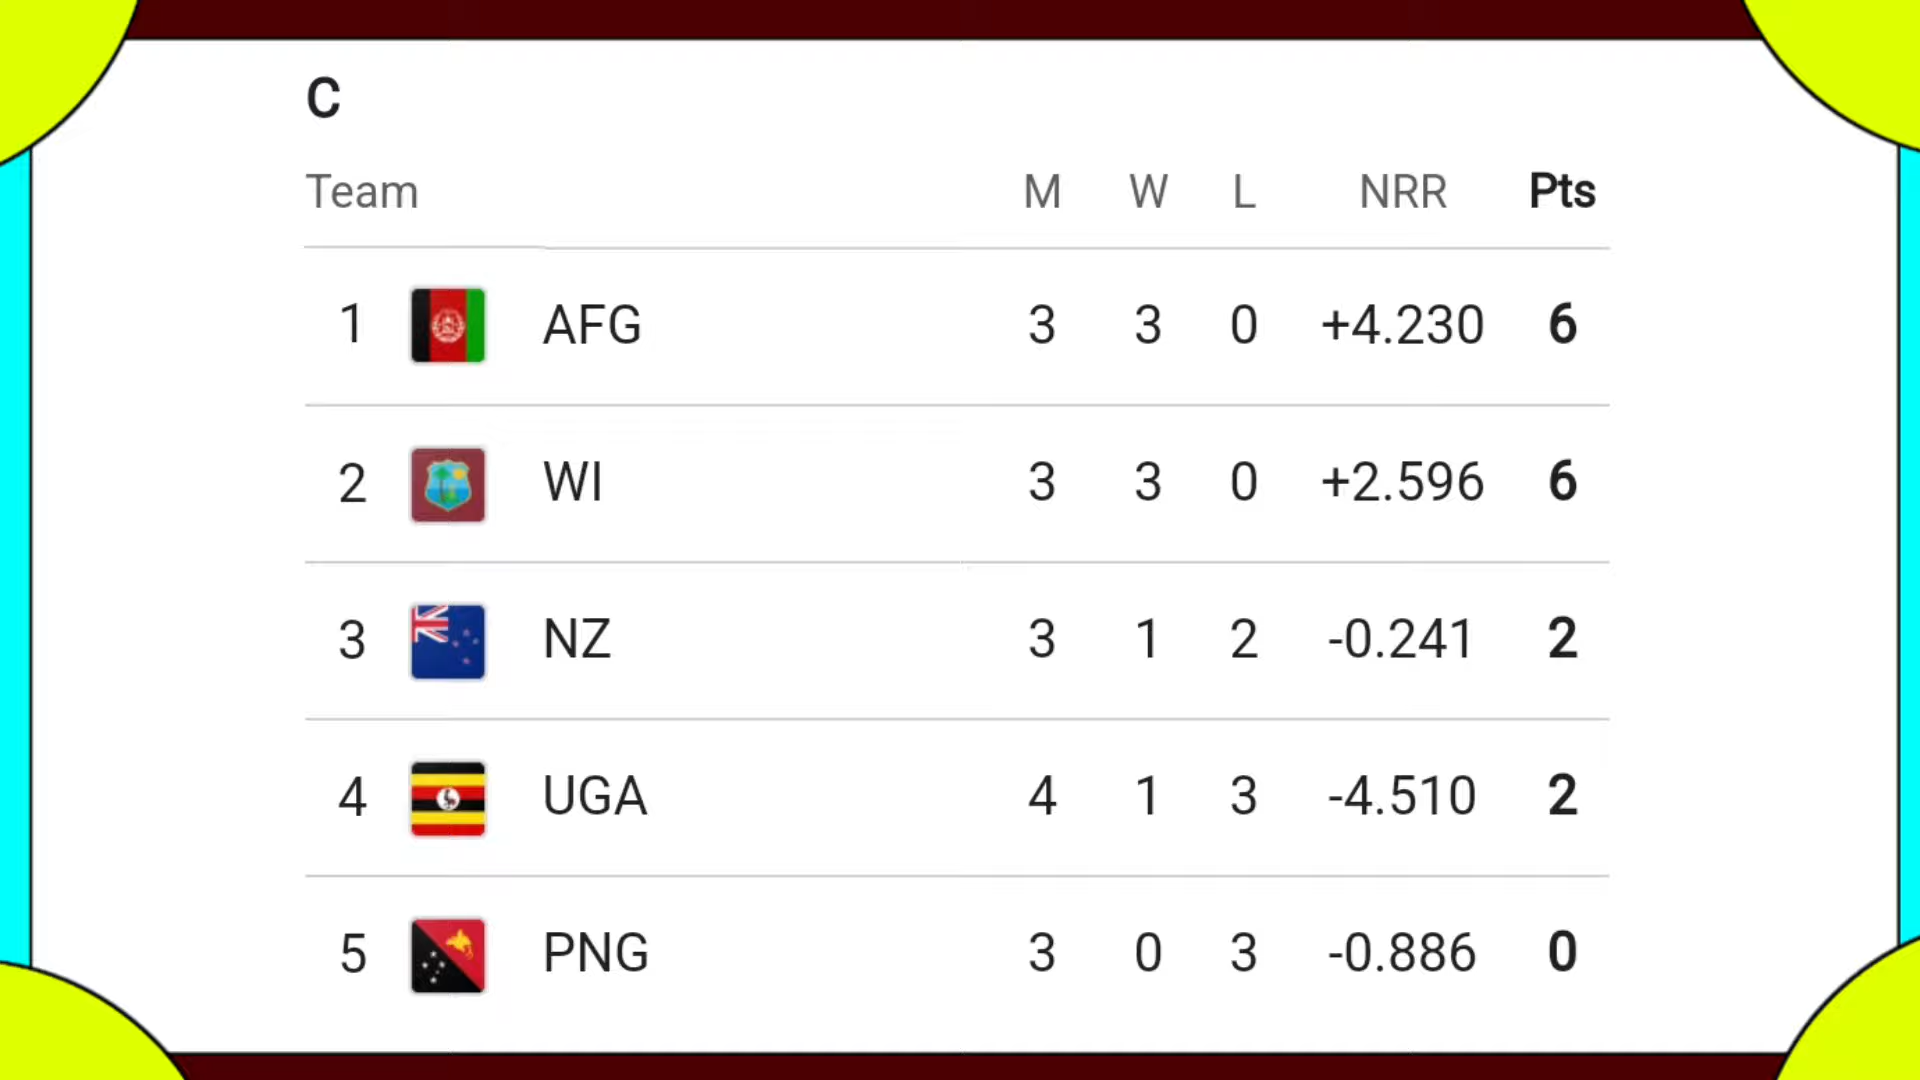 C
Team M W L NRR Pts
1 AFG 3 3 0 +4.230 6
2 WI 3 3 0 +2.596 6
3 NZ 3 1 2 -0.241 2
4 UGA 4 1 3 -4.510 2
5 PNG 3 0 3 -0.886 0